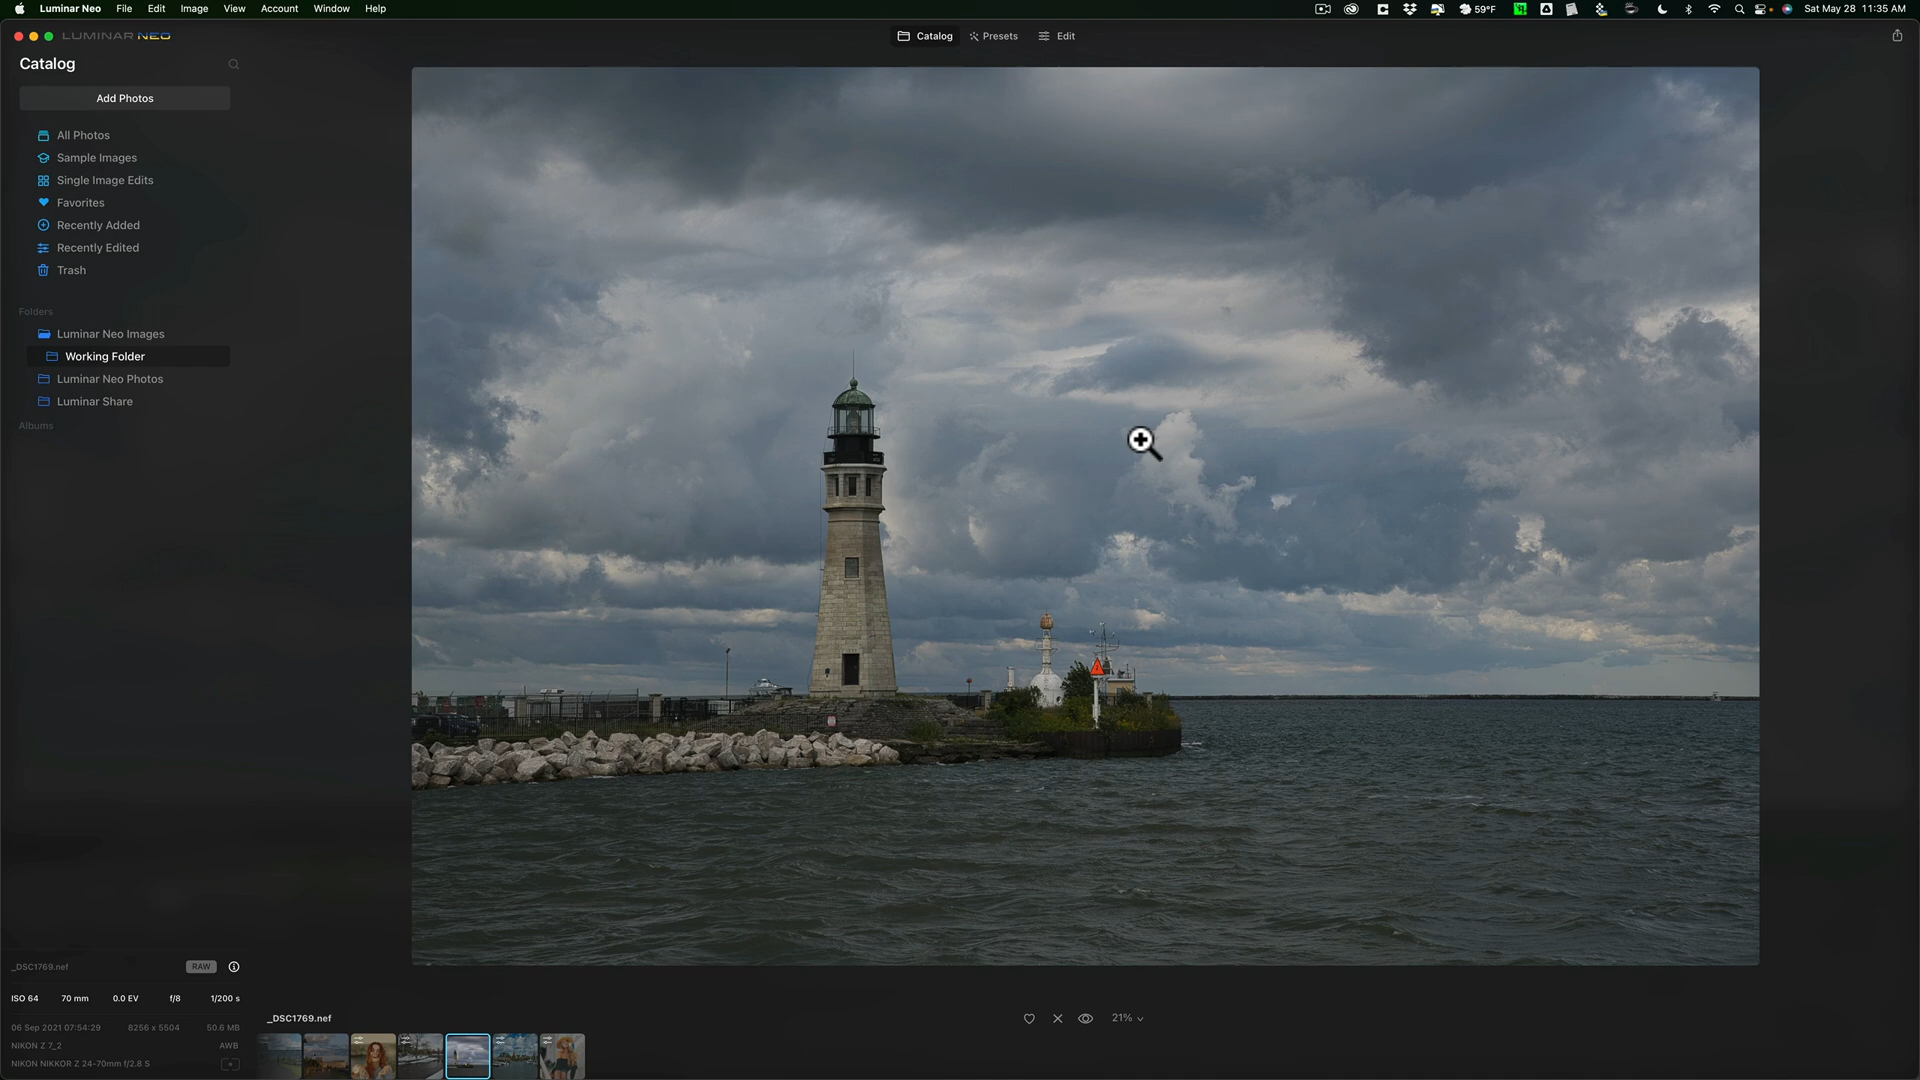 Luminar Neo File Edit Image View Account Window Help 59°F Sat May 28 11:35 AM
LUMINAR NEO Catalog Presets Edit
Catalog
Add Photos
All Photos
Sample Images
Single Image Edits
Favorites
Recently Added
Recently Edited
Trash
Folders
Luminar Neo Images
Working Folder
Luminar Neo Photos
Luminar Share
Albums
_DSC1769.nef RAW
ISO 64 70 mm 0.0 EV f/8 1/200 s
06 Sep 2021 07:54:29 8256 x 5504 50.6 MB
NIKON Z 7_2 AWB
NIKON NIKKOR Z 24-70mm f/2.8 S
_DSC1769.nef 21%